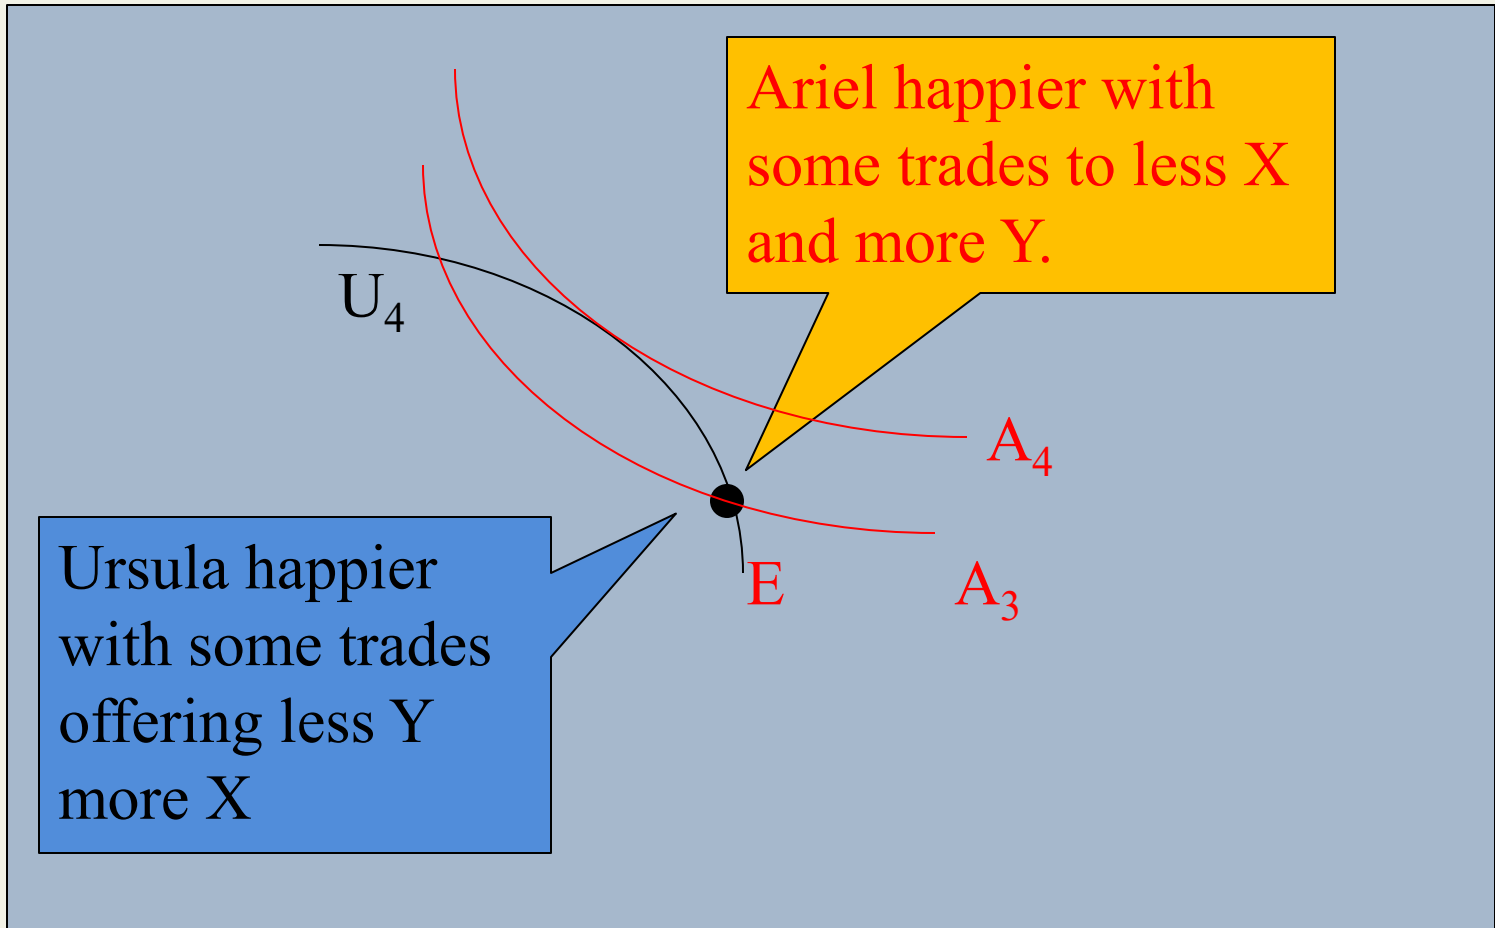 Ariel happier with
some trades to less X
and more Y.
U₄
A₄
Ursula happier
with some trades
offering less Y
more X
E
A₃